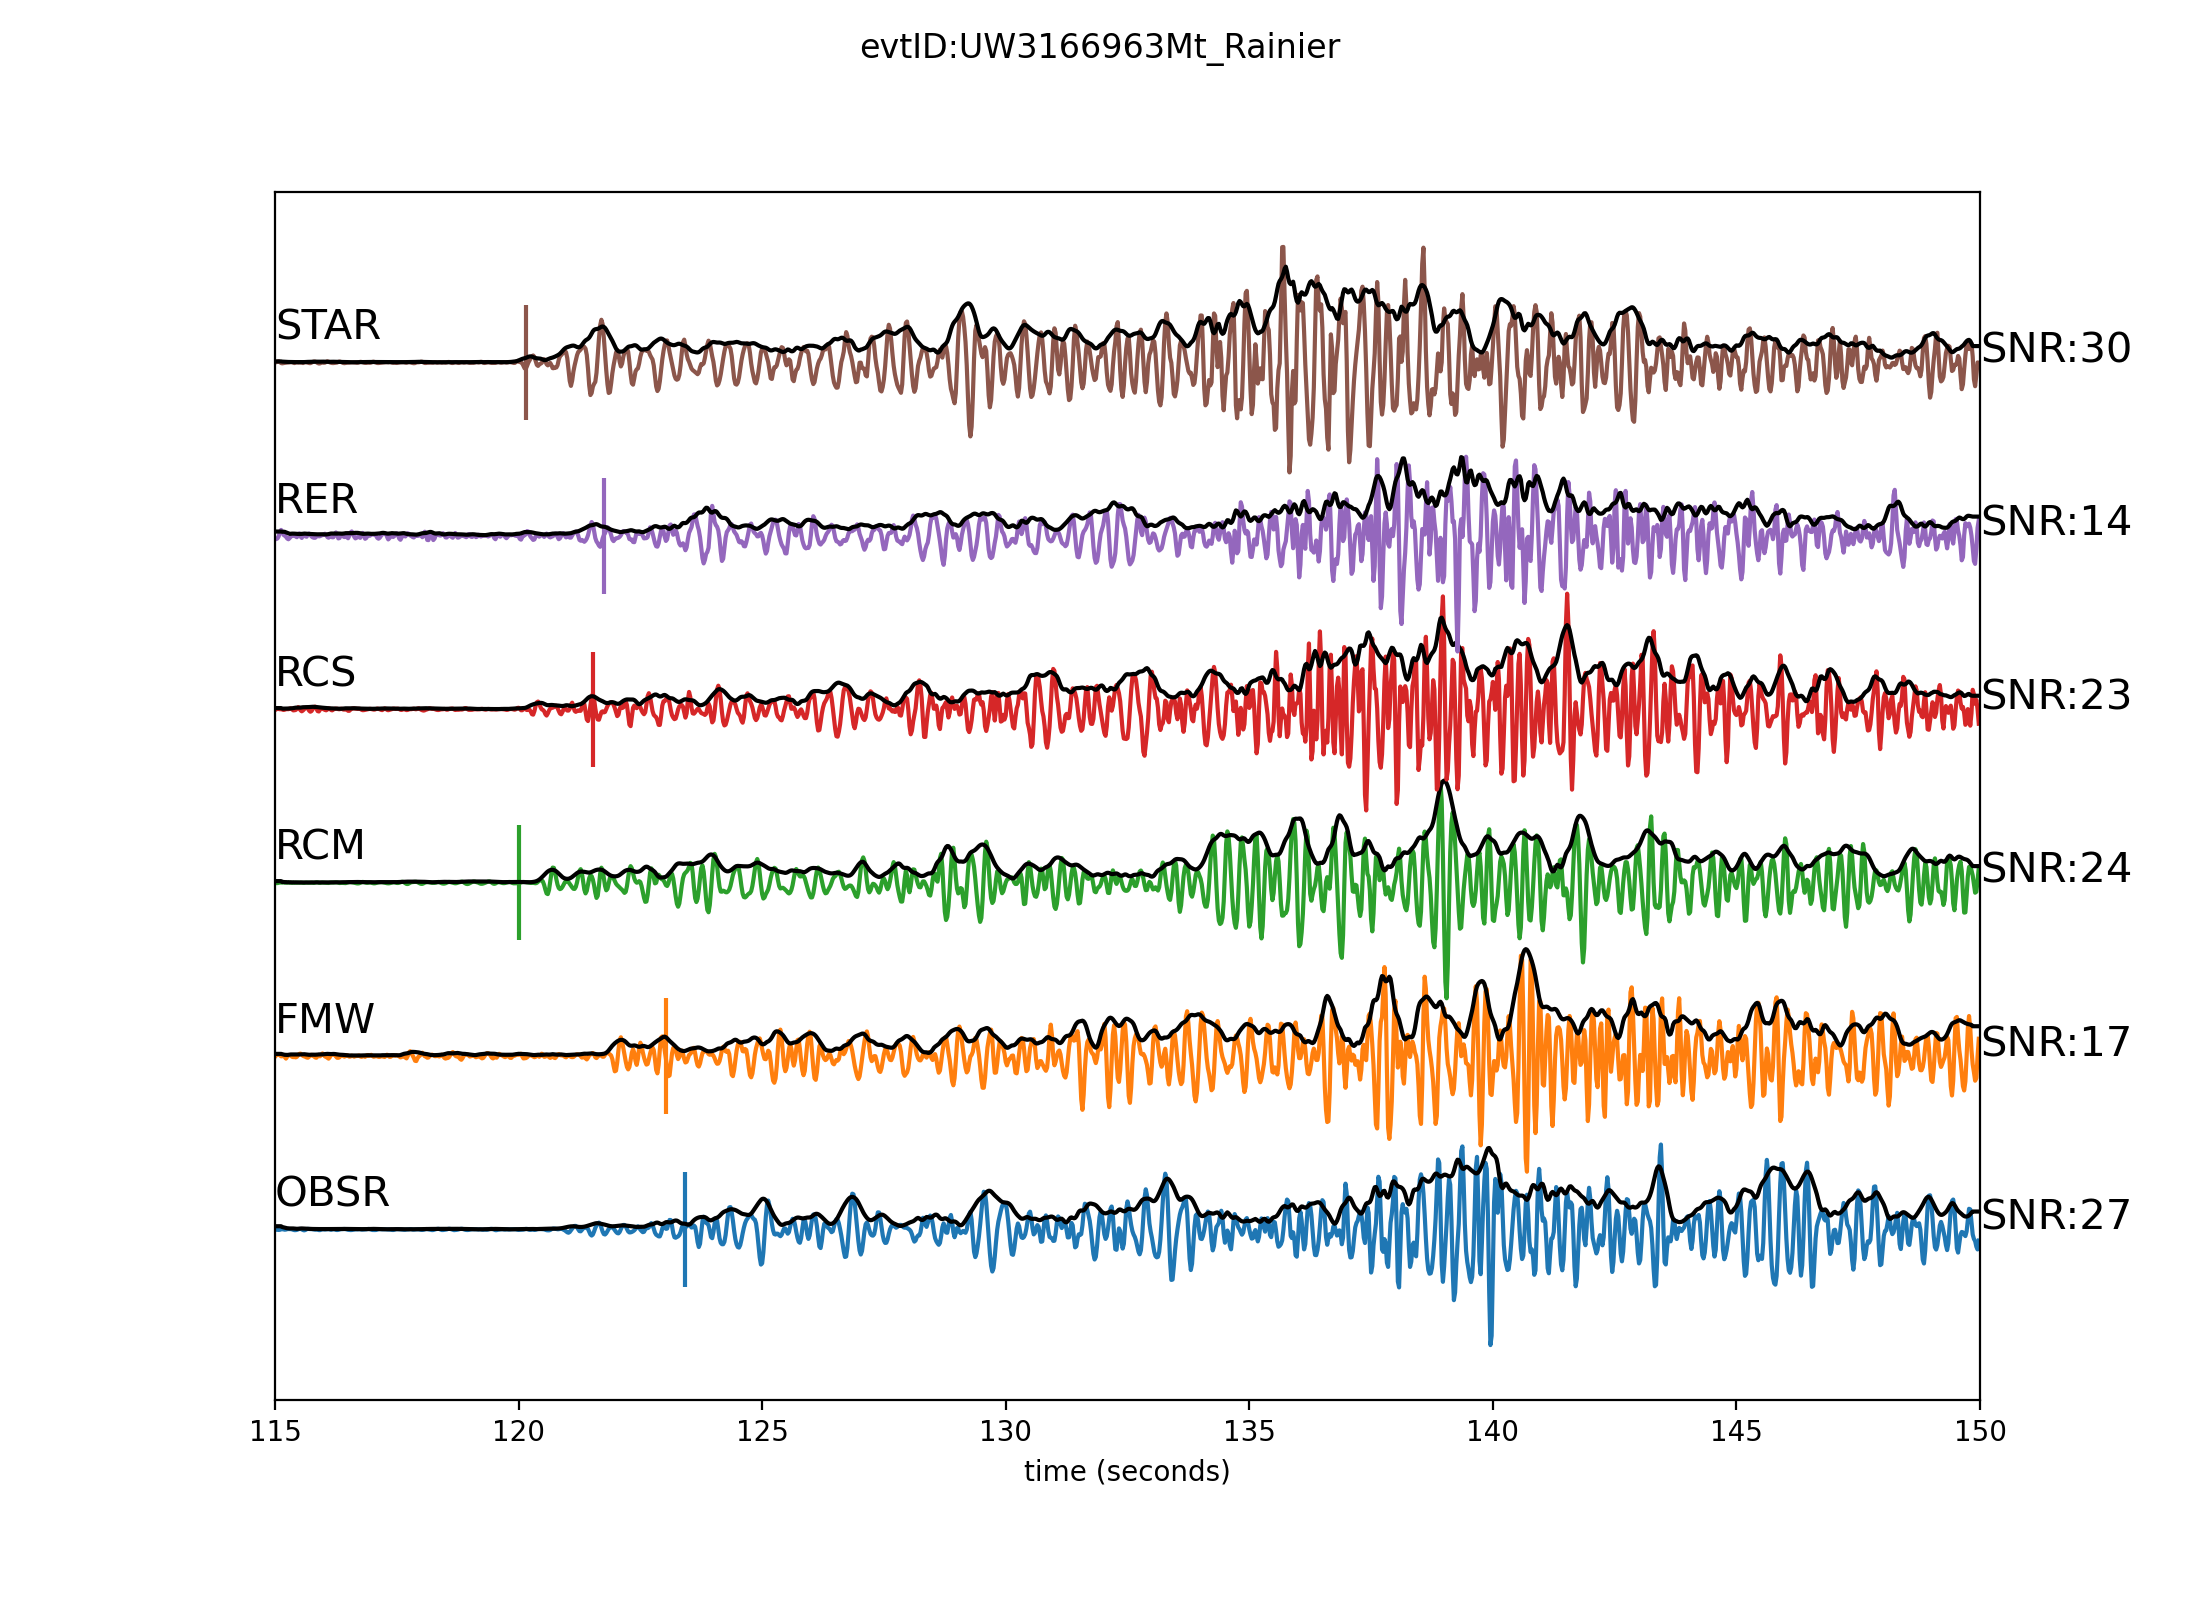 evtID:UW3166963Mt_Rainier
STAR
SNR:30
RER
SNR:14
RCS
SNR:23
RCM
SNR:24
FMW
SNR:17
OBSR
SNR:27
115 120 125 130 135 140 145 150
time (seconds)